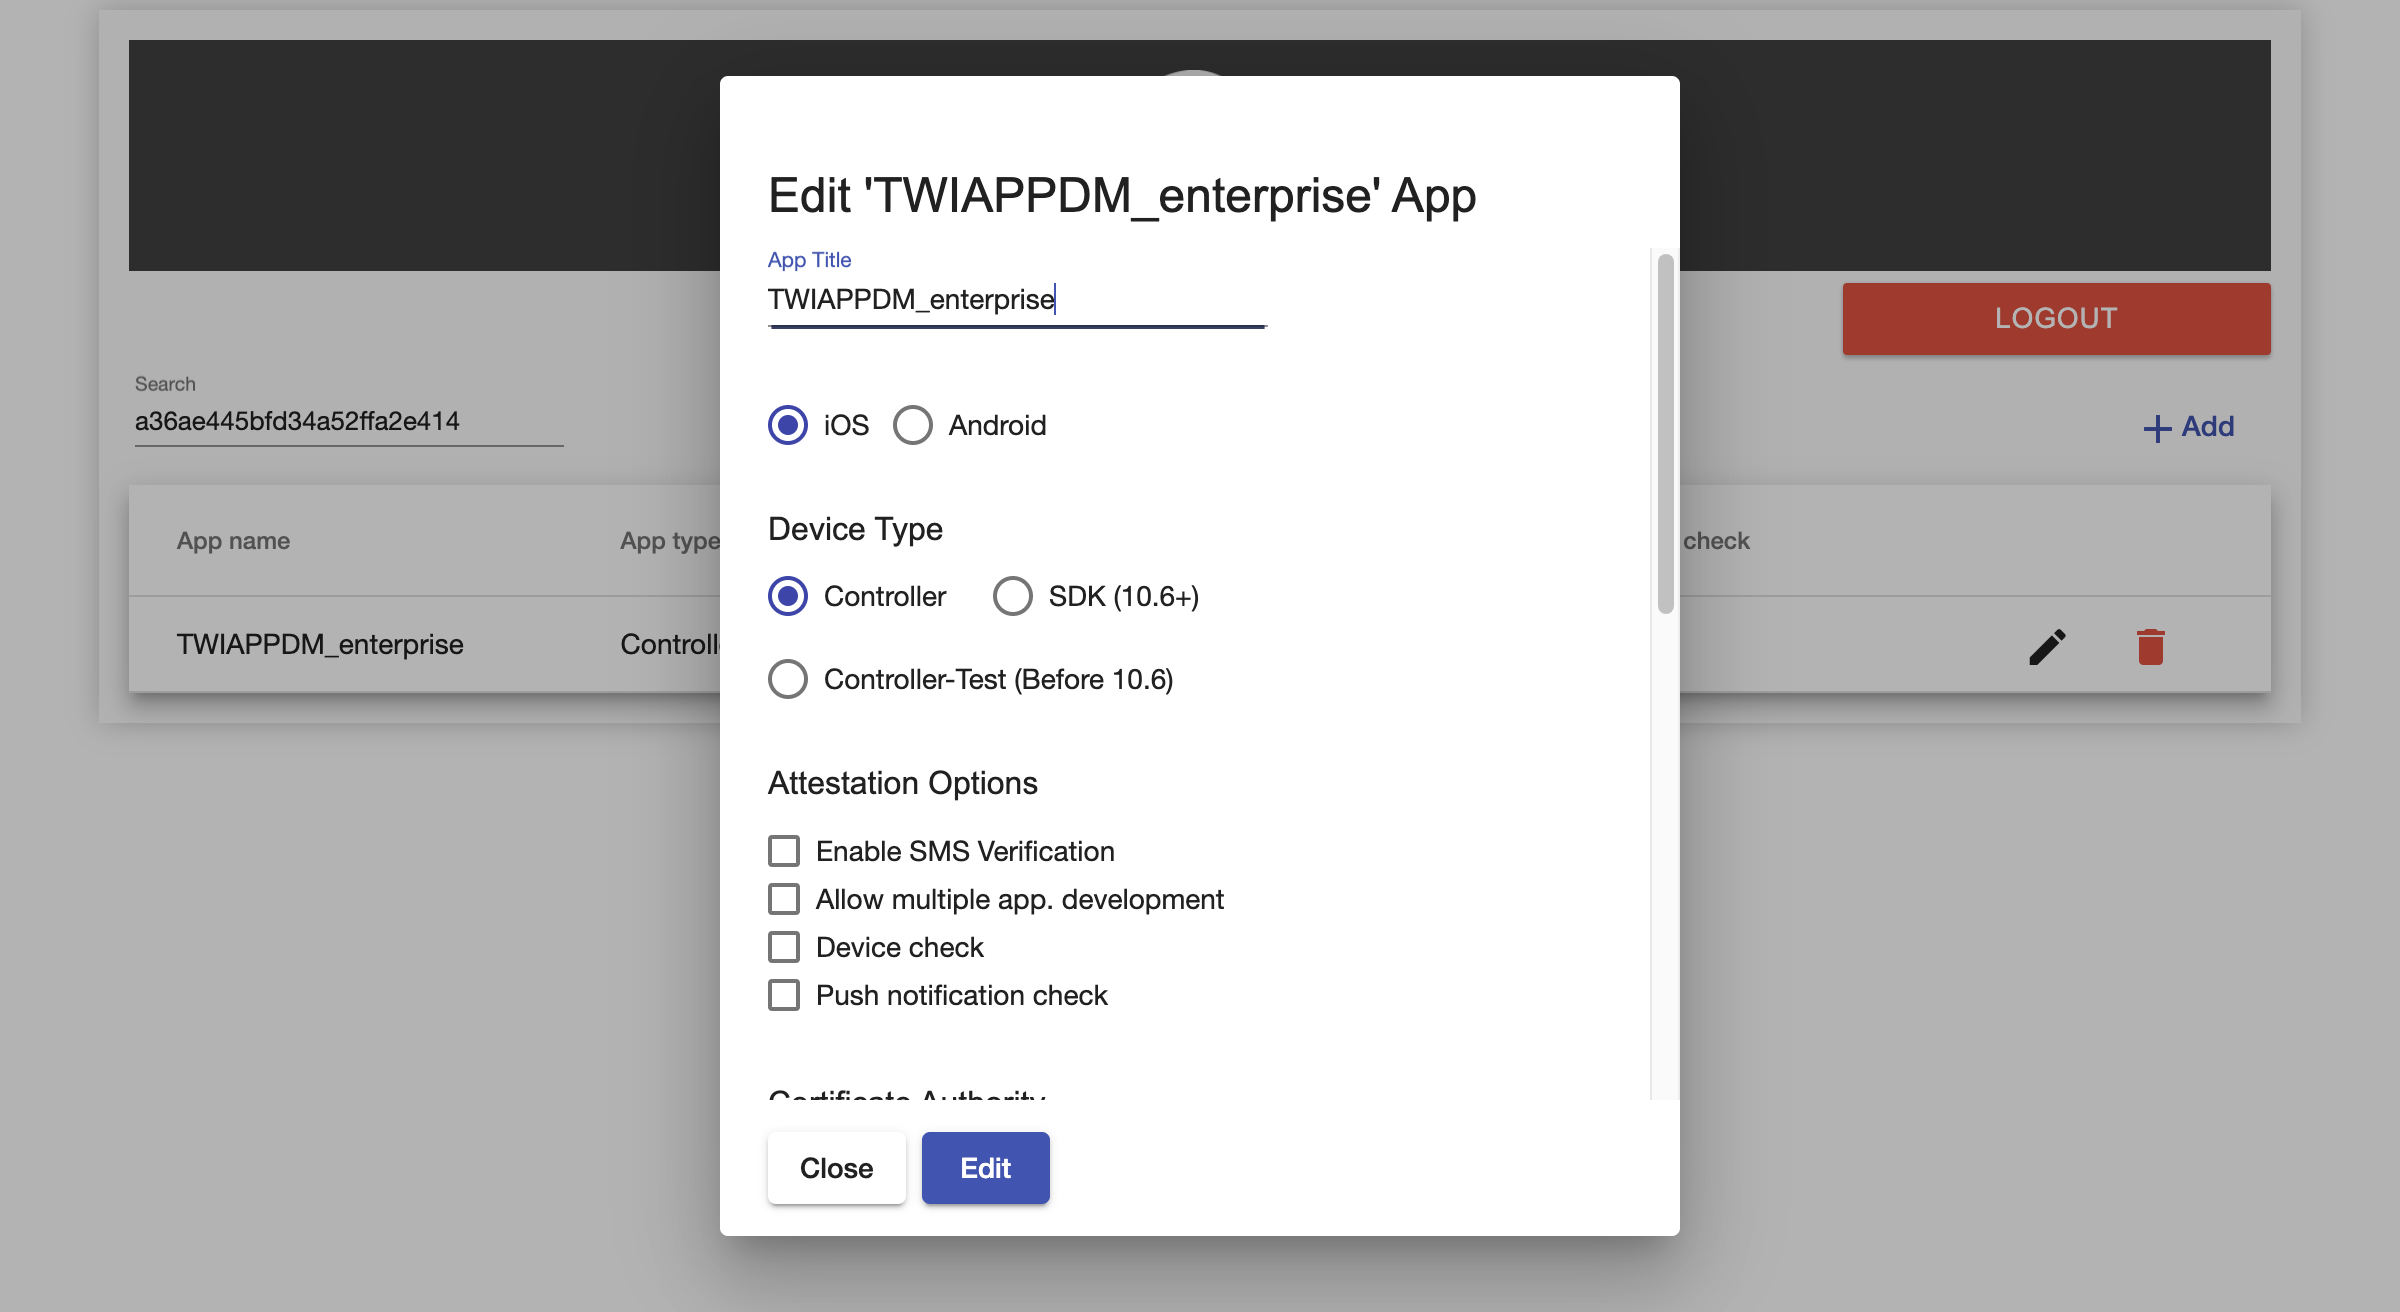 Edit 'TWIAPPDM_enterprise' App
App Title
TWIAPPDM_enterprise
LOGOUT
Search
a36ae445bfd34a52ffa2e414
iOS Android
Add
Device Type
App name App type check
Controller SDK (10.6+)
TWIAPPDM_enterprise Controll
Controller-Test (Before 10.6)
Attestation Options
Enable SMS Verification
Allow multiple app. development
Device check
Push notification check
Certificate Authority
Close Edit